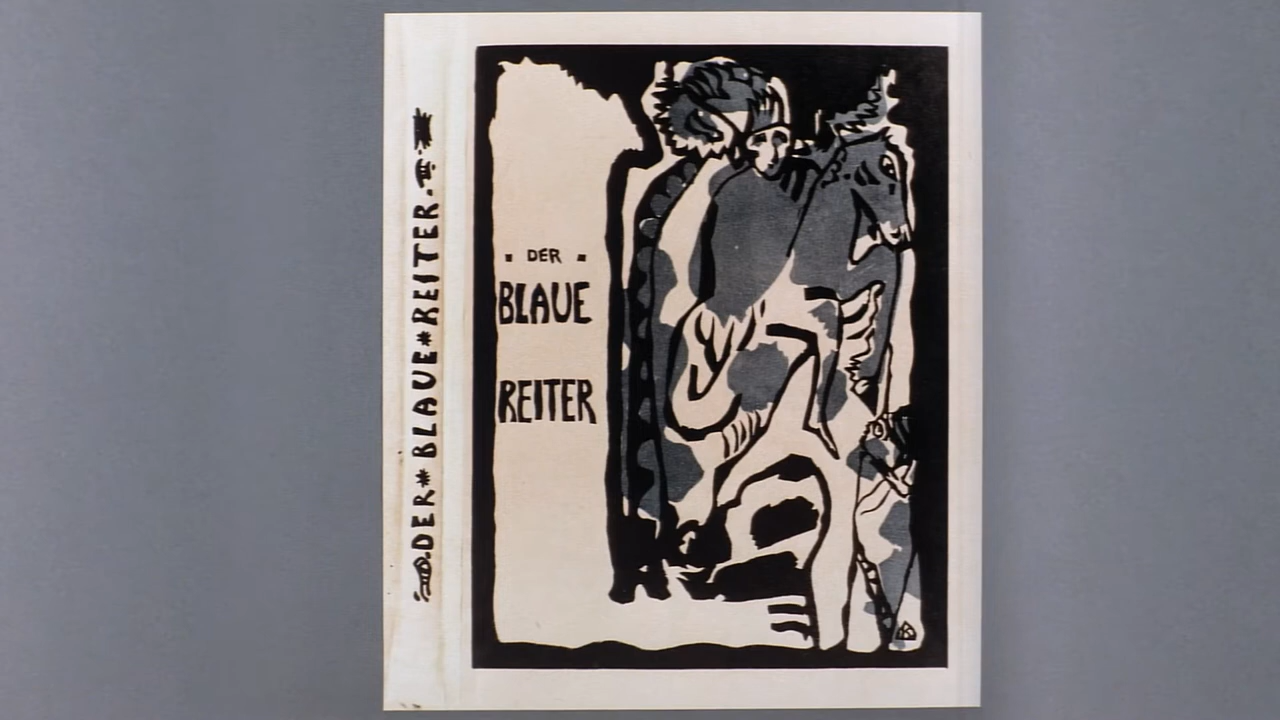 DER * BLAUE * REITER.
· DER ·
BLAUE
REITER